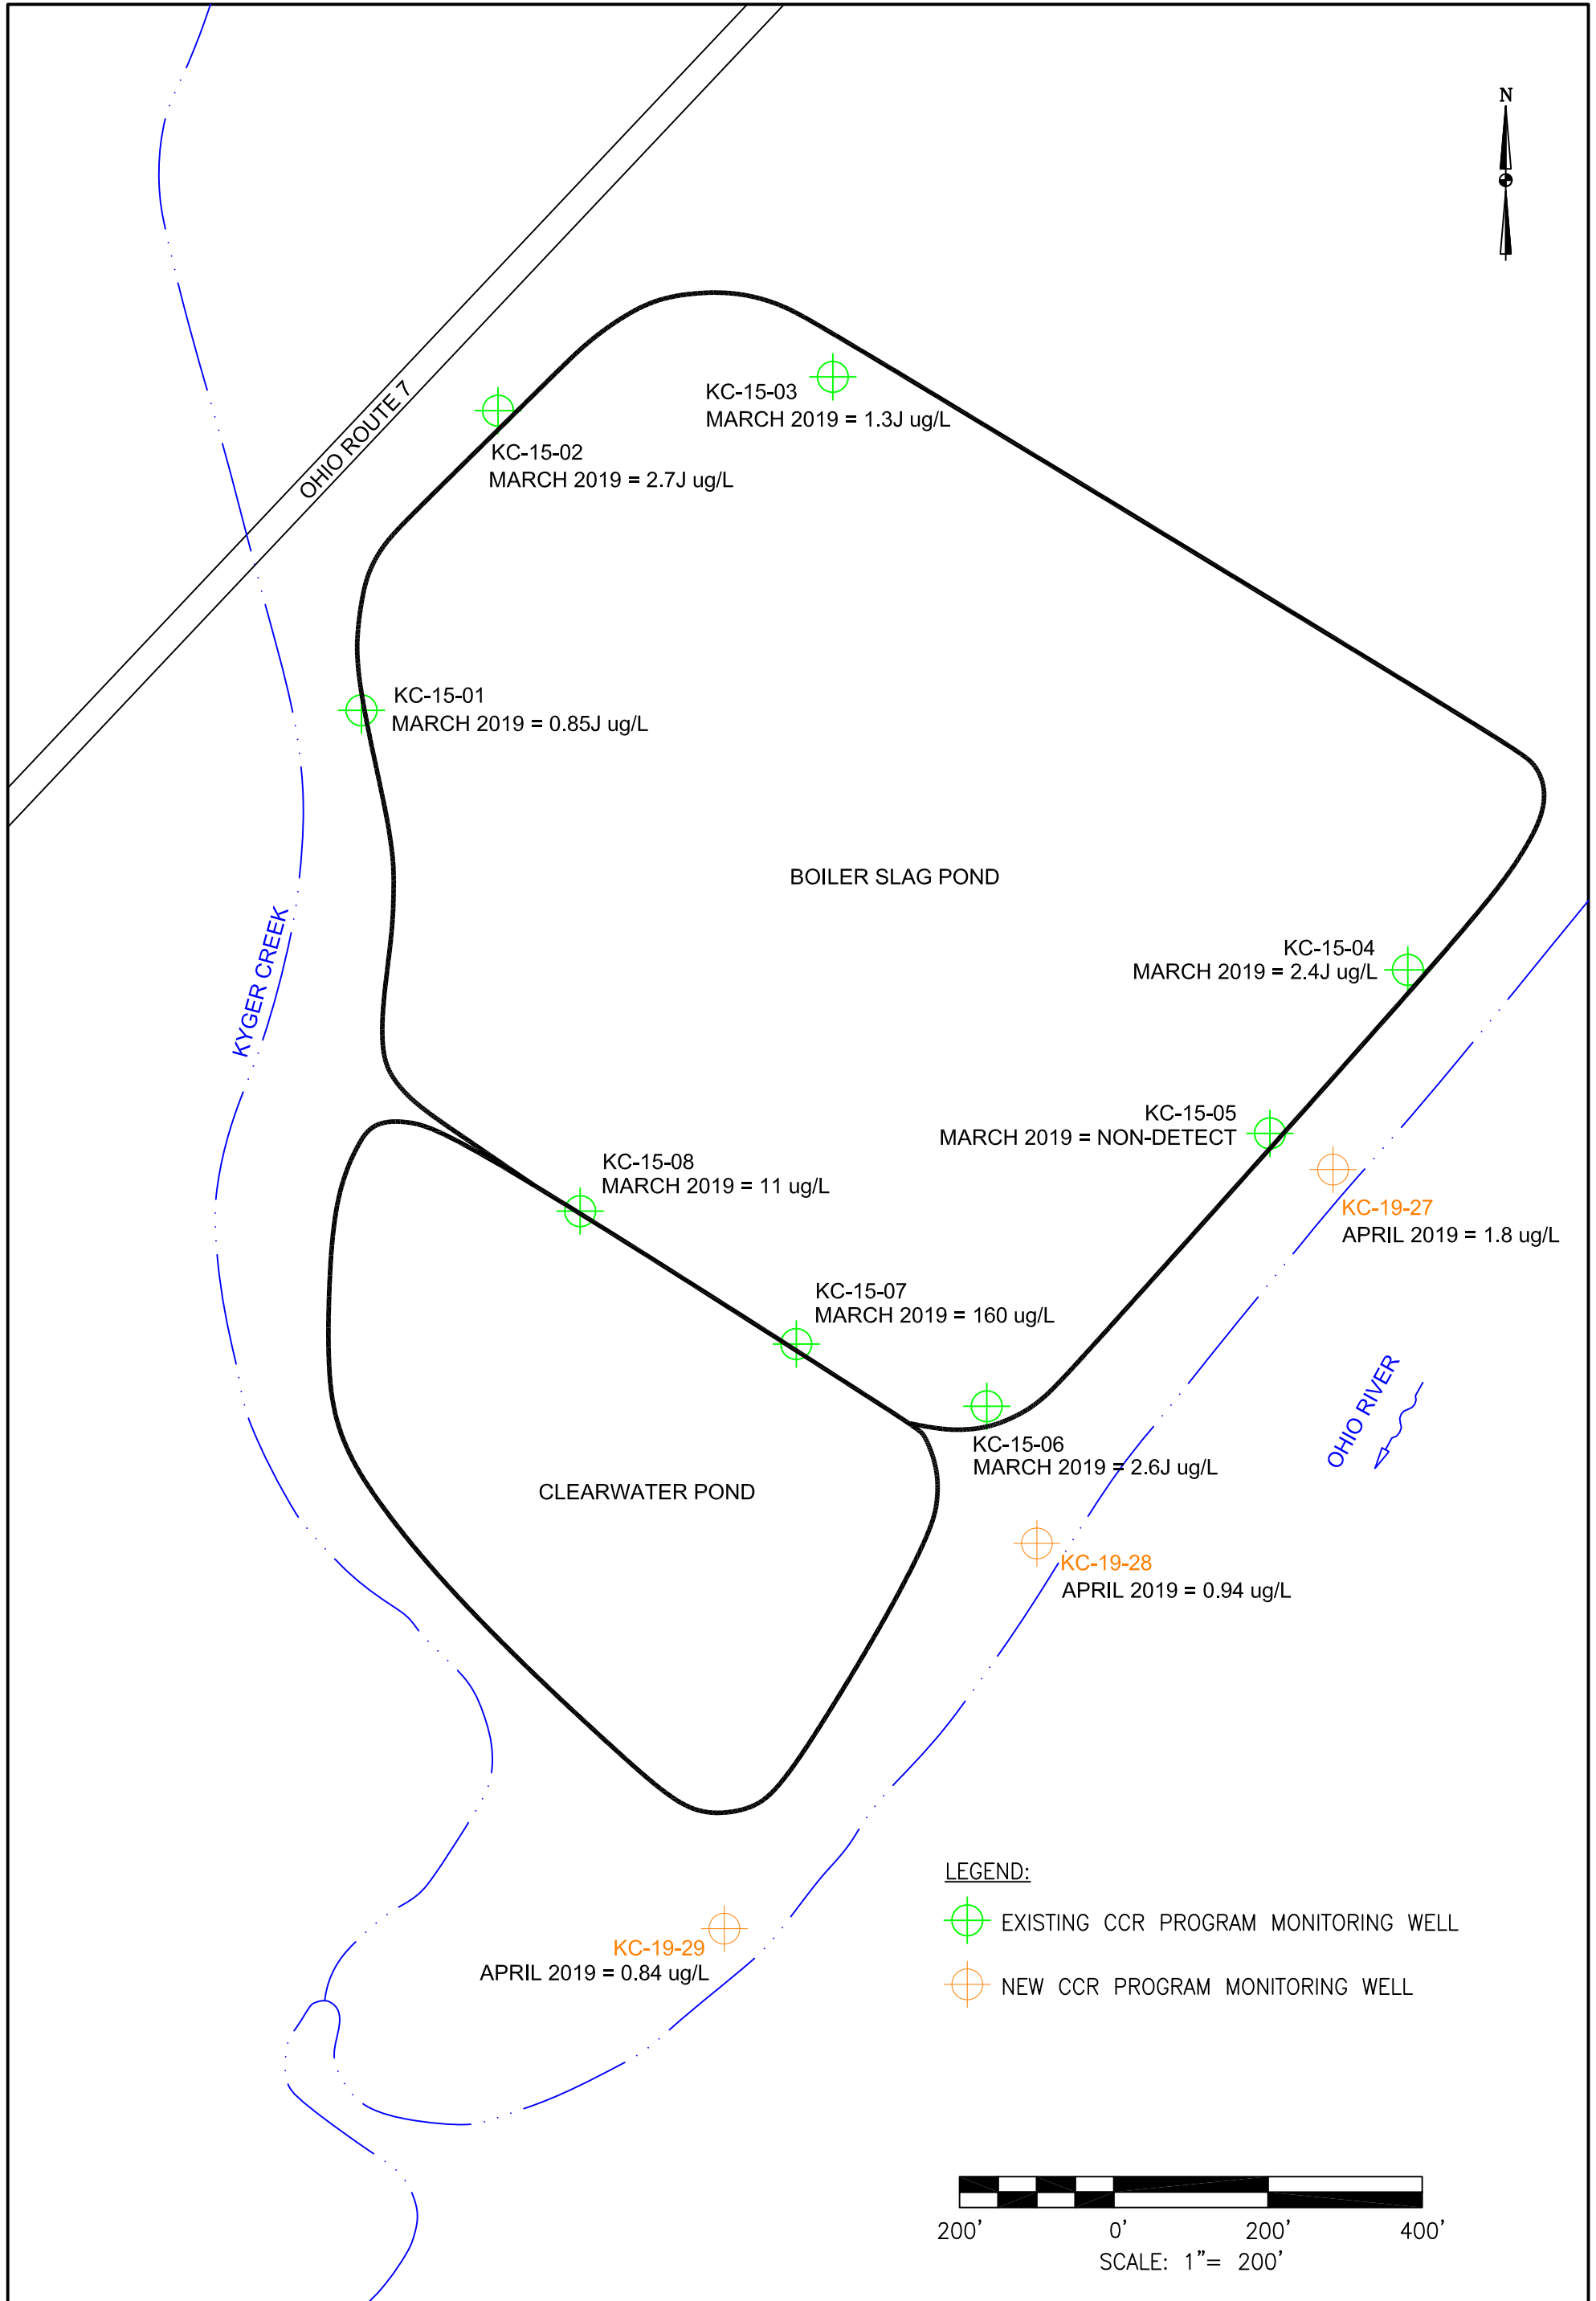 N
OHIO ROUTE 7
KC-15-03
MARCH 2019 = 1.3J ug/L
KC-15-02
MARCH 2019 = 2.7J ug/L
KC-15-01
MARCH 2019 = 0.85J ug/L
BOILER SLAG POND
KYGER CREEK
KC-15-04
MARCH 2019 = 2.4J ug/L
KC-15-05
MARCH 2019 = NON-DETECT
KC-15-08
MARCH 2019 = 11 ug/L
KC-19-27
APRIL 2019 = 1.8 ug/L
KC-15-07
MARCH 2019 = 160 ug/L
OHIO RIVER
KC-15-06
MARCH 2019 = 2.6J ug/L
CLEARWATER POND
KC-19-28
APRIL 2019 = 0.94 ug/L
KC-19-29
APRIL 2019 = 0.84 ug/L
LEGEND:
EXISTING CCR PROGRAM MONITORING WELL
NEW CCR PROGRAM MONITORING WELL
200' 0' 200' 400'
SCALE: 1"= 200'